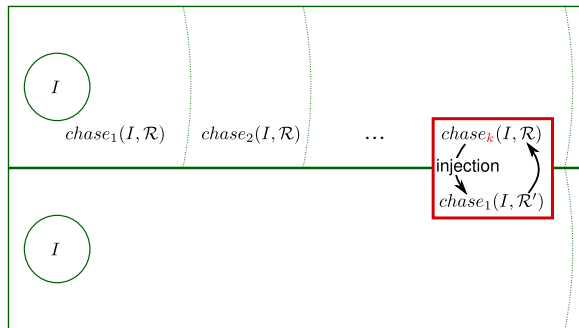 I
chase₁(I, ℛ) chase₂(I, ℛ) ... chaseₖ(I, ℛ)
injection
chase₁(I, ℛ′)
I